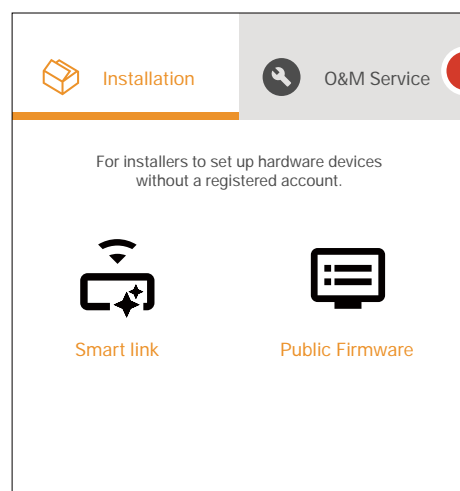 Installation
O&M Service
For installers to set up hardware devices
without a registered account.
Smart link
Public Firmware